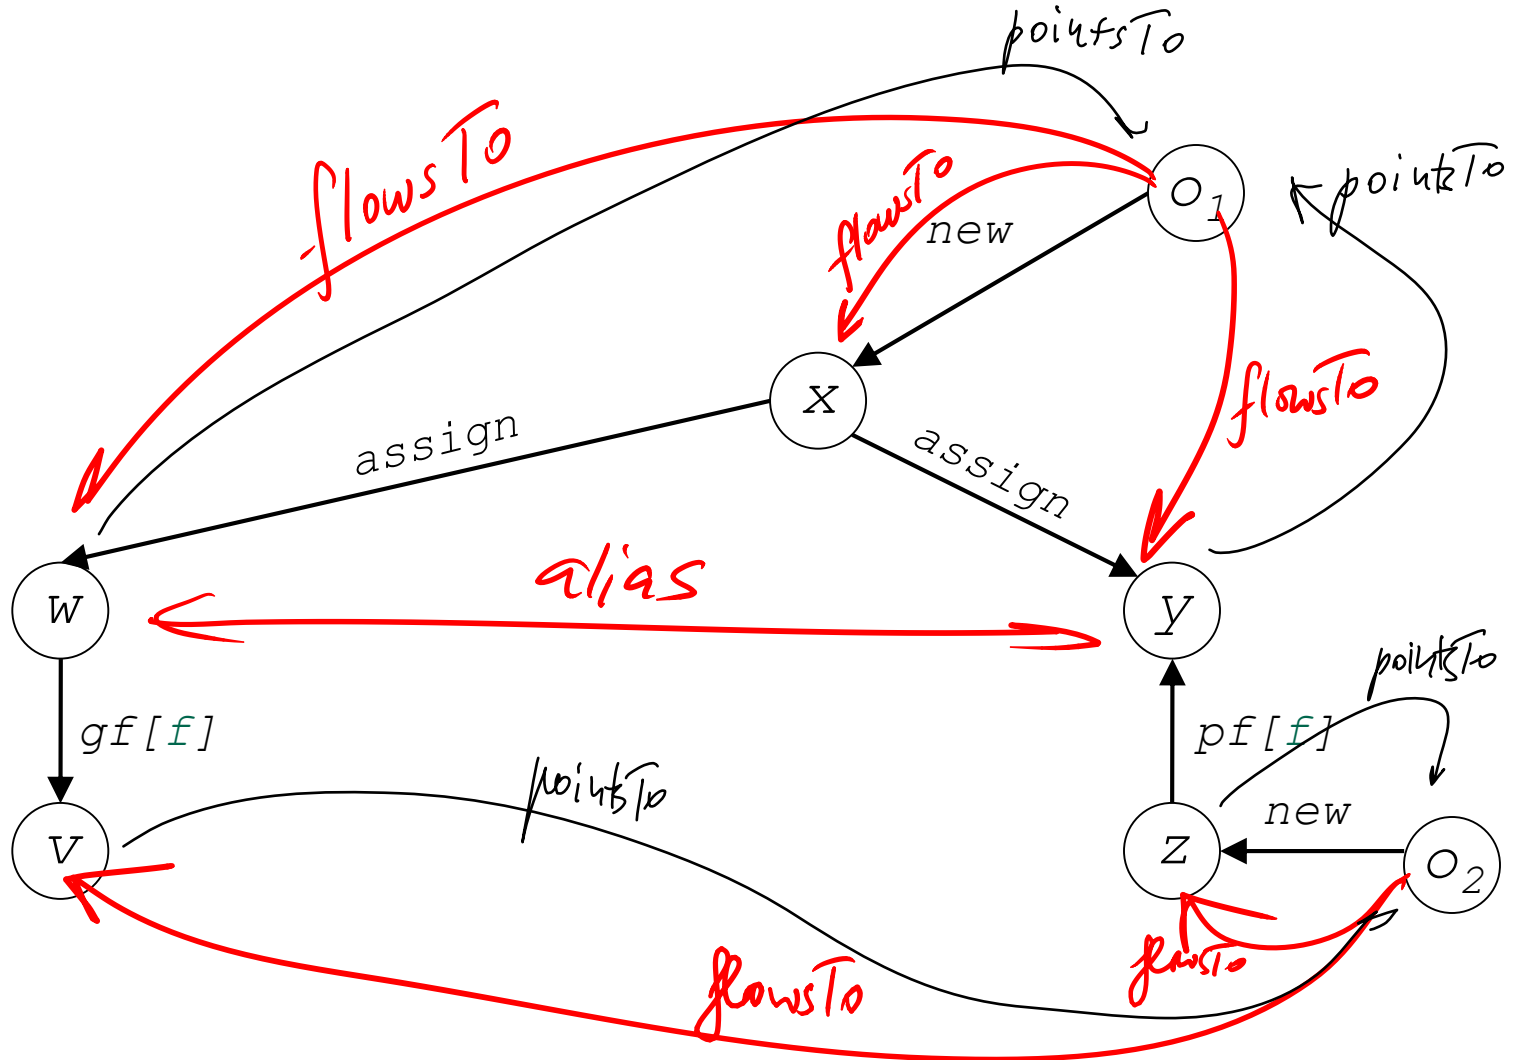 pointsTo
flowsTo
flowsTo
o1
pointsTo
new
x
flowsTo
assign
assign
alias
w
y
pointsTo
gf[f]
pf[f]
pointsTo
new
v
z
o2
flowsTo
flowsTo